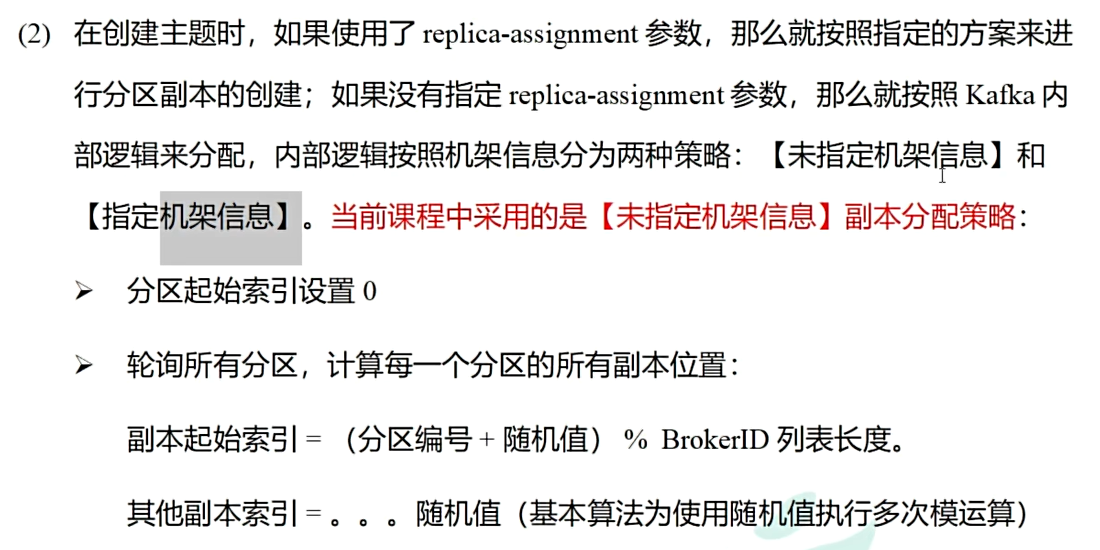 (2) 在创建主题时，如果使用了 replica-assignment 参数，那么就按照指定的方案来进
行分区副本的创建；如果没有指定 replica-assignment 参数，那么就按照 Kafka 内
部逻辑来分配，内部逻辑按照机架信息分为两种策略：【未指定机架信息】和
【指定机架信息】。当前课程中采用的是【未指定机架信息】副本分配策略：
➢ 分区起始索引设置 0
➢ 轮询所有分区，计算每一个分区的所有副本位置：
副本起始索引 = （分区编号 + 随机值） % BrokerID 列表长度。
其他副本索引 = 。。。随机值（基本算法为使用随机值执行多次模运算）